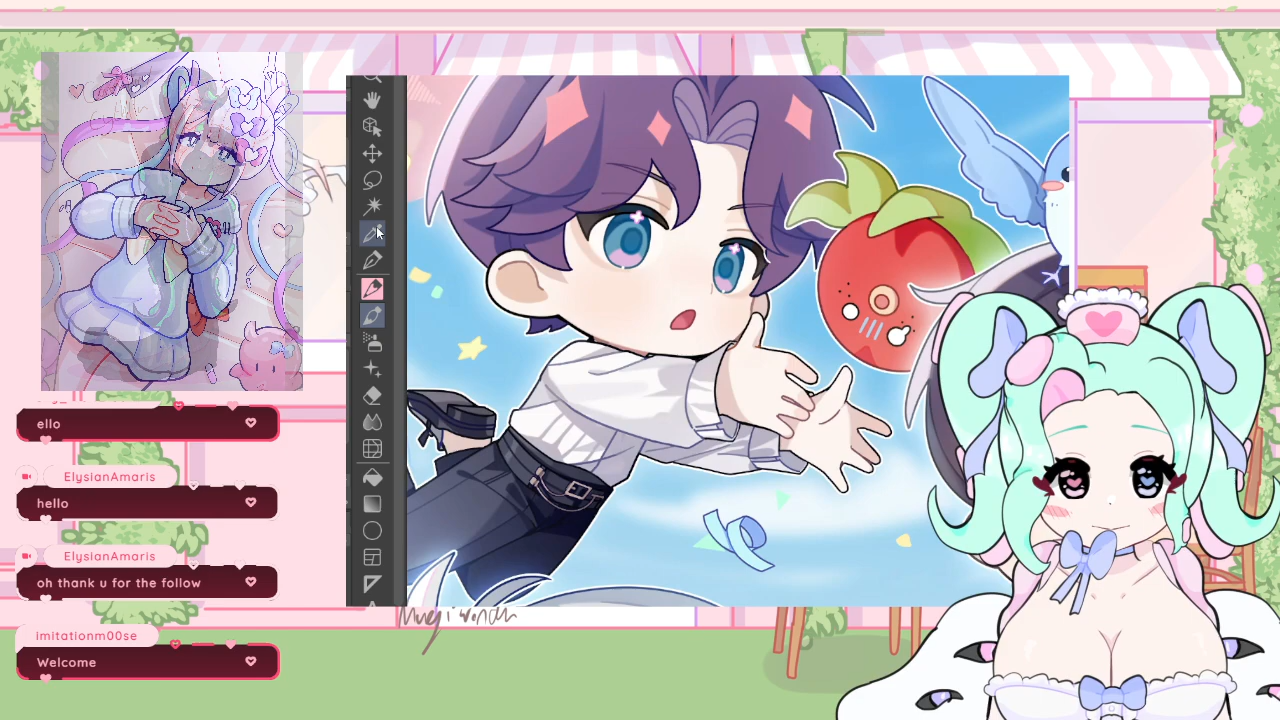 ello
ElysianAmaris
hello
ElysianAmaris
oh thank u for the follow
Imitationm00se
Welcome